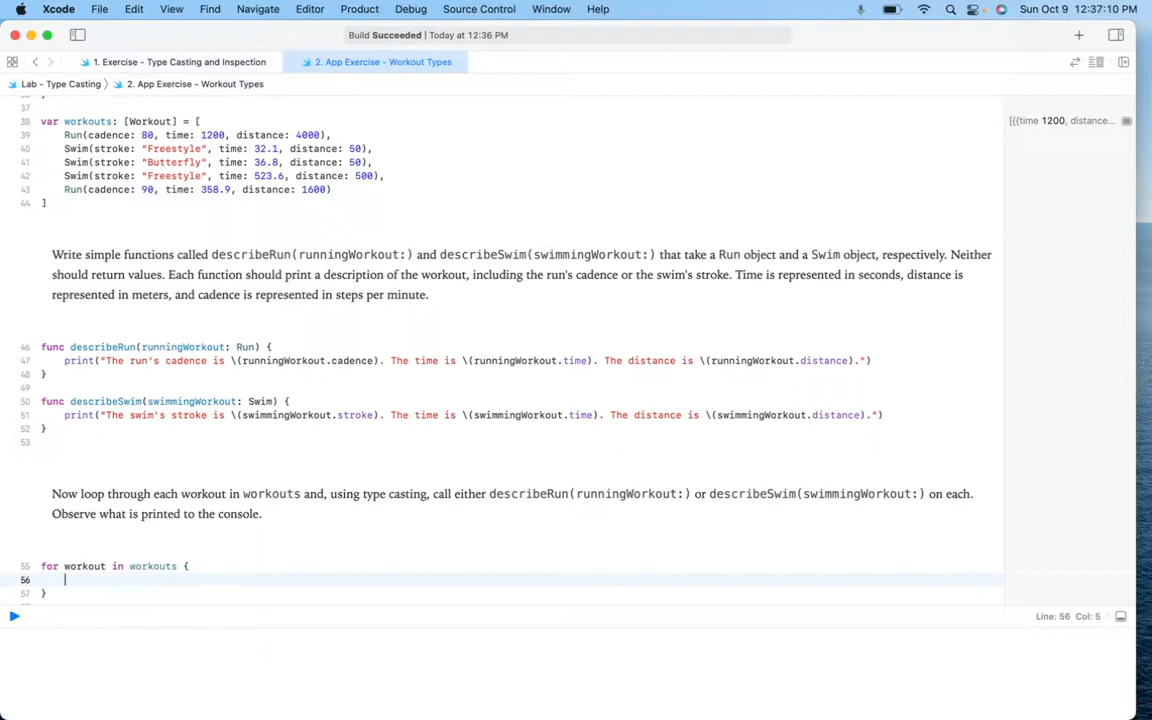 Xcode File Edit View Find Navigate Editor Product Debug Source Control Window Help Sun Oct 9 12:37:10 PM
Build Succeeded | Today at 12:36 PM
1. Exercise - Type Casting and Inspection 2. App Exercise - Workout Types
Lab - Type Casting 〉 2. App Exercise - Workout Types
37
38 var workouts: [Workout] = [ [{{time 1200, distance...
39 Run(cadence: 80, time: 1200, distance: 4000),
40 Swim(stroke: "Freestyle", time: 32.1, distance: 50),
41 Swim(stroke: "Butterfly", time: 36.8, distance: 50),
42 Swim(stroke: "Freestyle", time: 523.6, distance: 500),
43 Run(cadence: 90, time: 358.9, distance: 1600)
44 ]
Write simple functions called describeRun(runningWorkout:) and describeSwim(swimmingWorkout:) that take a Run object and a Swim object, respectively. Neither
should return values. Each function should print a description of the workout, including the run's cadence or the swim's stroke. Time is represented in seconds, distance is
represented in meters, and cadence is represented in steps per minute.
46 func describeRun(runningWorkout: Run) {
47 print("The run's cadence is \(runningWorkout.cadence). The time is \(runningWorkout.time). The distance is \(runningWorkout.distance).")
48 }
49
50 func describeSwim(swimmingWorkout: Swim) {
51 print("The swim's stroke is \(swimmingWorkout.stroke). The time is \(swimmingWorkout.time). The distance is \(swimmingWorkout.distance).")
52 }
53
Now loop through each workout in workouts and, using type casting, call either describeRun(runningWorkout:) or describeSwim(swimmingWorkout:) on each.
Observe what is printed to the console.
55 for workout in workouts {
56
57 }
Line: 56 Col: 5